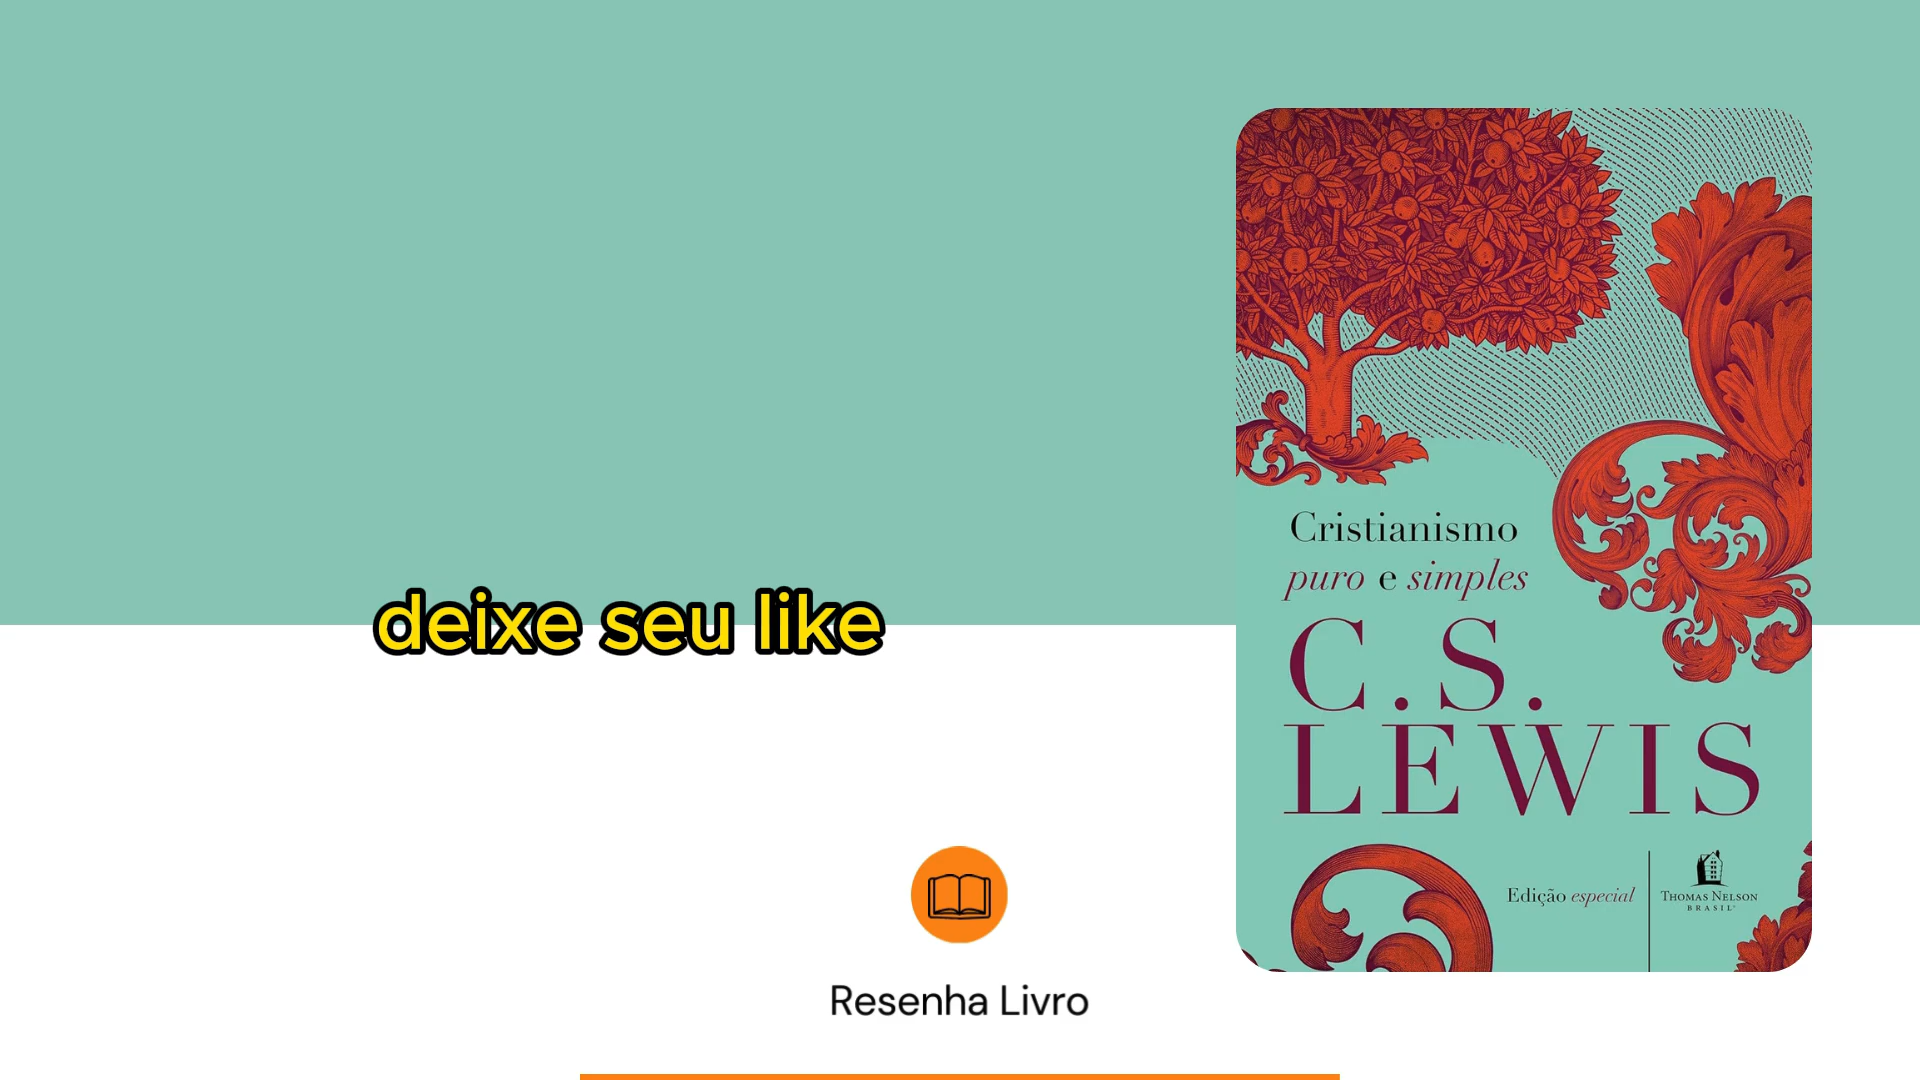 deixe seu like
Resenha Livro
Cristianismo
puro e simples
C.S.
LEWIS
Edição especial
THOMAS NELSON
BRASIL®